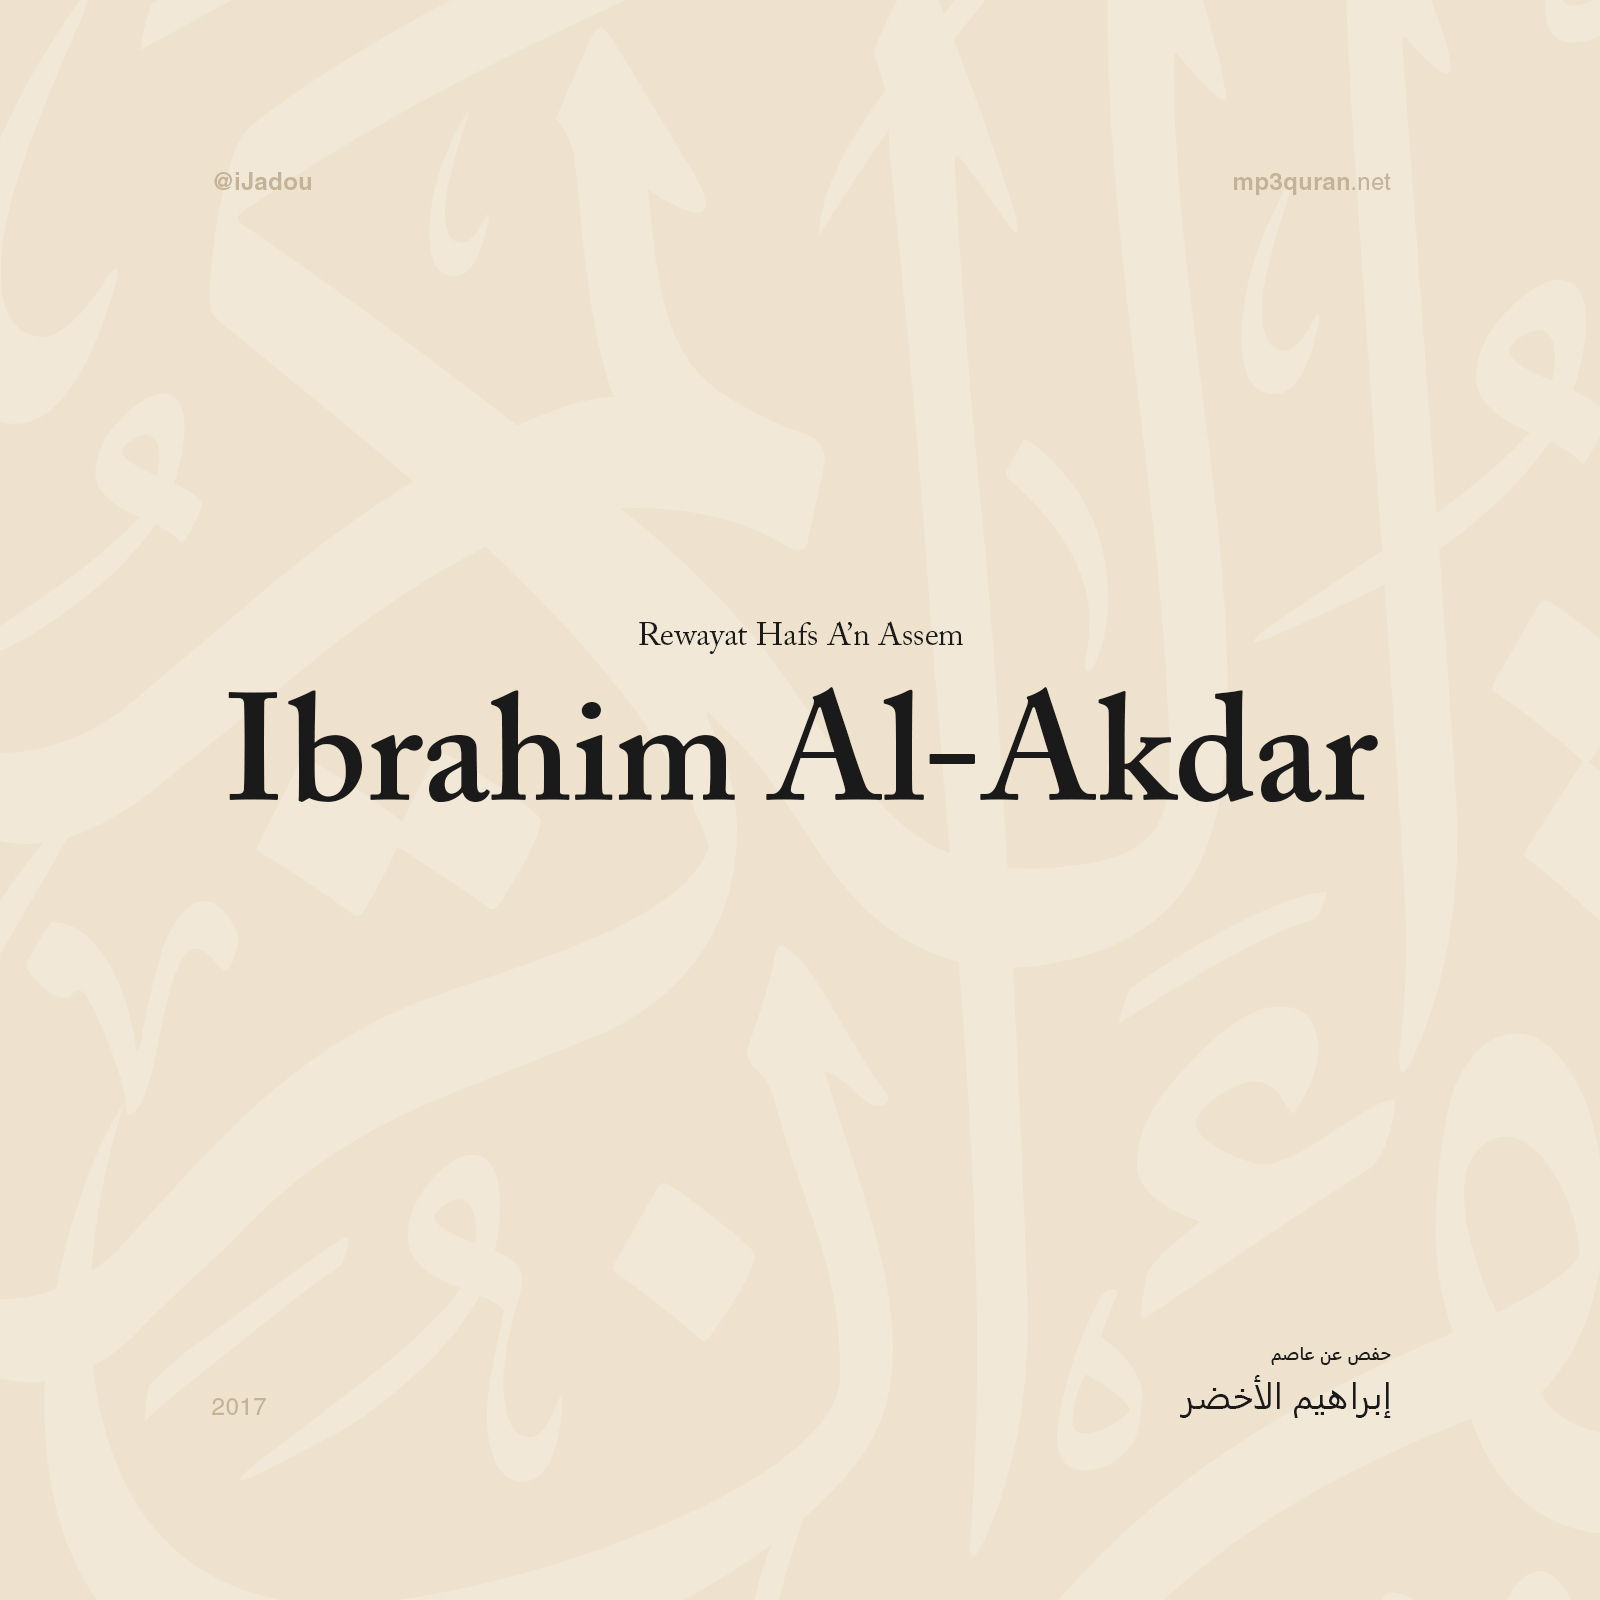 @iJadou
mp3quran.net
Rewayat Hafs A’n Assem
Ibrahim Al-Akdar
حفص عن عاصم
إبراهيم الأخضر
2017